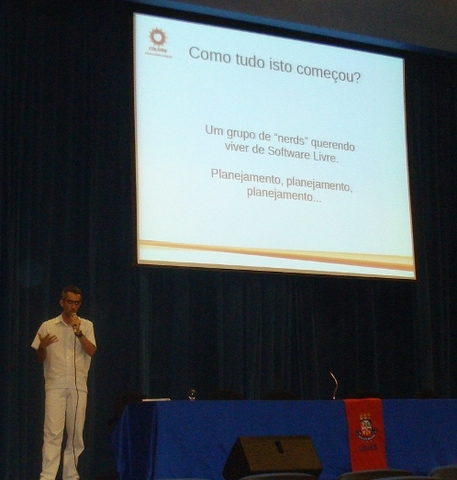 Como tudo isto começou?
Um grupo de “nerds” querendo
viver de Software Livre.
Planejamento, planejamento,
planejamento...